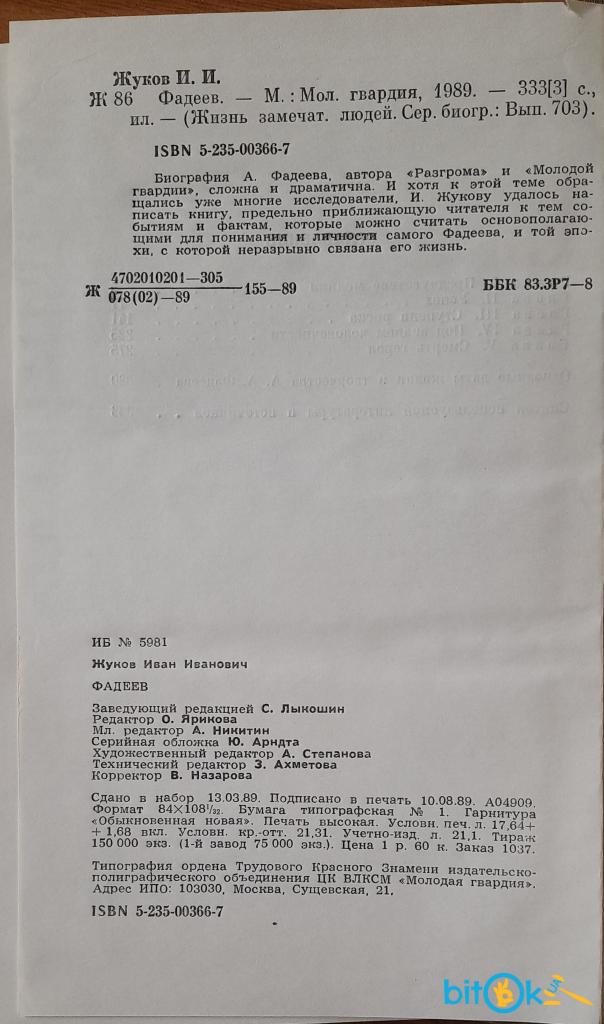 Жуков И. И.
Ж 86 Фадеев. — М. : Мол. гвардия, 1989. — 333[3] с.,
ил. — (Жизнь замечат. людей. Сер. биогр.: Вып. 703).
ISBN 5-235-00366-7
Биография А. Фадеева, автора «Разгрома» и «Молодой
гвардии», сложна и драматична. И хотя к этой теме обра-
щались уже многие исследователи, И. Жукову удалось на-
писать книгу, предельно приближающую читателя к тем со-
бытиям и фактам, которые можно считать основополагаю-
щими для понимания и личности самого Фадеева, и той эпо-
хи, с которой неразрывно связана его жизнь.
Ж 4702010201—305
078(02)—89 155—89 ББК 83.3Р7—8
ИБ № 5981
Жуков Иван Иванович
ФАДЕЕВ
Заведующий редакцией С. Лыкошин
Редактор О. Ярикова
Мл. редактор А. Никитин
Серийная обложка Ю. Арндта
Художественный редактор А. Степанова
Технический редактор З. Ахметова
Корректор В. Назарова
Сдано в набор 13.03.89. Подписано в печать 10.08.89. А04909.
Формат 84×108¹/₃₂. Бумага типографская № 1. Гарнитура
«Обыкновенная новая». Печать высокая. Условн. печ. л. 17,64+
+ 1,68 вкл. Условн. кр.-отт. 21,31. Учетно-изд. л. 21,1. Тираж
150 000 экз. (1-й завод 75 000 экз.). Цена 1 р. 60 к. Заказ 1037.
Типография ордена Трудового Красного Знамени издательско-
полиграфического объединения ЦК ВЛКСМ «Молодая гвардия».
Адрес ИПО: 103030, Москва, Сущевская, 21.
ISBN 5-235-00366-7
bitOk UA